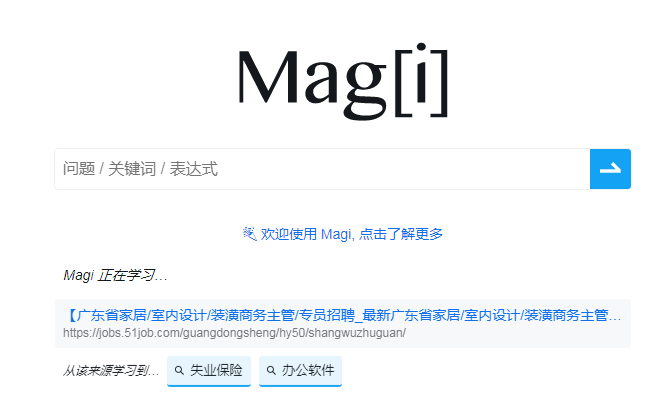 Mag[i]
问题 / 关键词 / 表达式
欢迎使用 Magi, 点击了解更多
Magi 正在学习...
【广东省家居/室内设计/装潢商务主管/专员招聘_最新广东省家居/室内设计/装潢商务主管...
https://jobs.51job.com/guangdongsheng/hy50/shangwuzhuguan/
从该来源学习到... 失业保险 办公软件